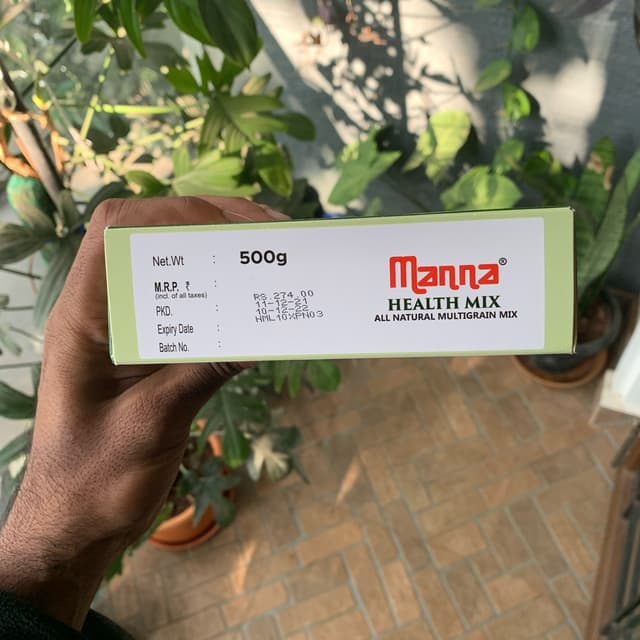 Net.Wt : 500g
M.R.P. ₹ :
(incl. of all taxes)
PKD. :
Expiry Date :
Batch No. :
RS.274.00
11-12-21
10-12-22
HML10XPN03
Manna®
HEALTH MIX
ALL NATURAL MULTIGRAIN MIX